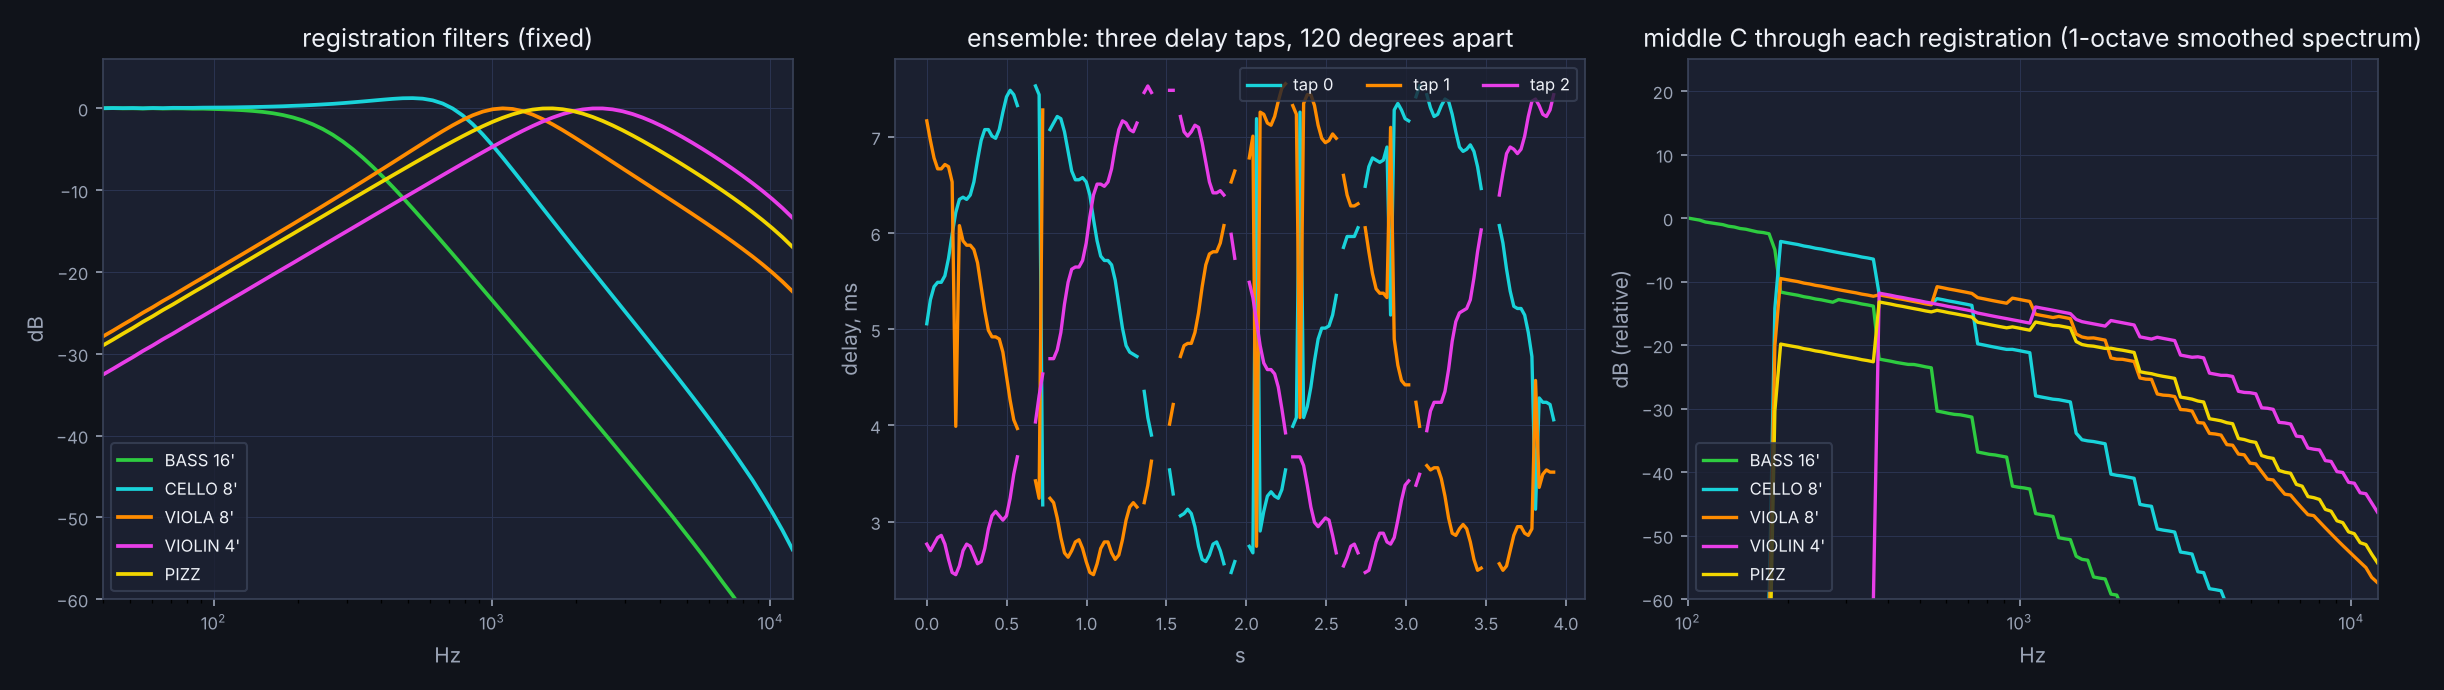 registration filters (fixed)
dB
0
−10
−20
−30
−40
−50
−60
BASS 16'
CELLO 8'
VIOLA 8'
VIOLIN 4'
PIZZ
10²
10³
10⁴
Hz
ensemble: three delay taps, 120 degrees apart
tap 0 tap 1 tap 2
delay, ms
7
6
5
4
3
0.0 0.5 1.0 1.5 2.0 2.5 3.0 3.5 4.0
s
middle C through each registration (1-octave smoothed spectrum)
dB (relative)
20
10
0
−10
−20
−30
−40
−50
−60
BASS 16'
CELLO 8'
VIOLA 8'
VIOLIN 4'
PIZZ
10²
10³
10⁴
Hz